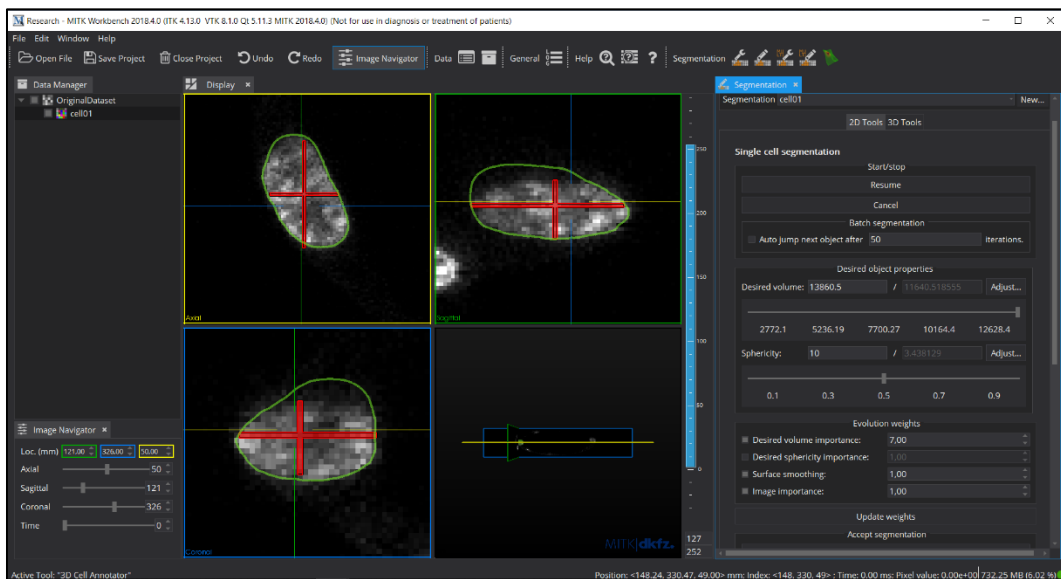 Research - MITK Workbench 2018.4.0 (ITK 4.13.0 VTK 8.1.0 Qt 5.11.3 MITK 2018.4.0) (Not for use in diagnosis or treatment of patients)
File Edit Window Help
Open File Save Project Close Project Undo Redo Image Navigator Data General Help Segmentation
Data Manager
OriginalDataset
cell01
Display
Axial
Sagittal
Coronal
MITK dkfz.
250
200
150
100
50
0
127
252
Image Navigator
Loc. (mm) 121,00 326,00 50,00
Axial 50
Sagittal 121
Coronal 326
Time 0
Segmentation
Segmentation cell01 New...
2D Tools 3D Tools
Single cell segmentation
Start/stop
Resume
Cancel
Batch segmentation
Auto jump next object after 50 iterations.
Desired object properties
Desired volume: 13860.5 / 11640.518555 Adjust...
2772.1 5236.19 7700.27 10164.4 12628.4
Sphericity: 10 / 3.438129 Adjust...
0.1 0.3 0.5 0.7 0.9
Evolution weights
Desired volume importance: 7,00
Desired sphericity importance: 1,00
Surface smoothing: 1,00
Image importance: 1,00
Update weights
Accept segmentation
Active Tool: "3D Cell Annotator"
Position: <148.24, 330.47, 49.00> mm; Index: <148, 330, 49> ; Time: 0.00 ms; Pixel value: 0.00e+00 732.25 MB (6.02 %)